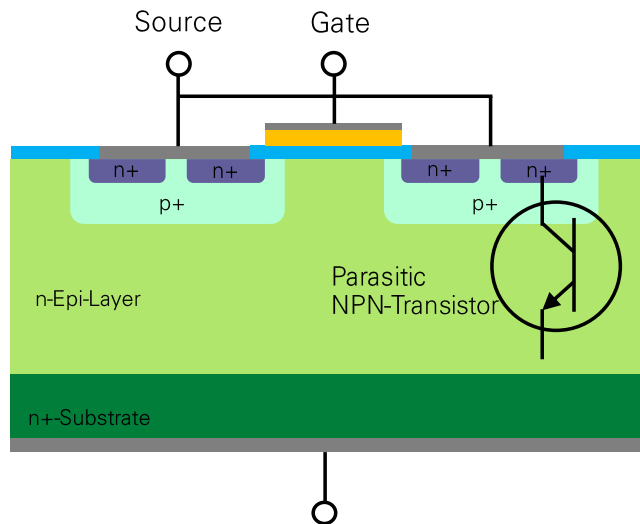 Source
Gate
n+
n+
n+
n+
p+
p+
Parasitic
NPN-Transistor
n-Epi-Layer
n+-Substrate